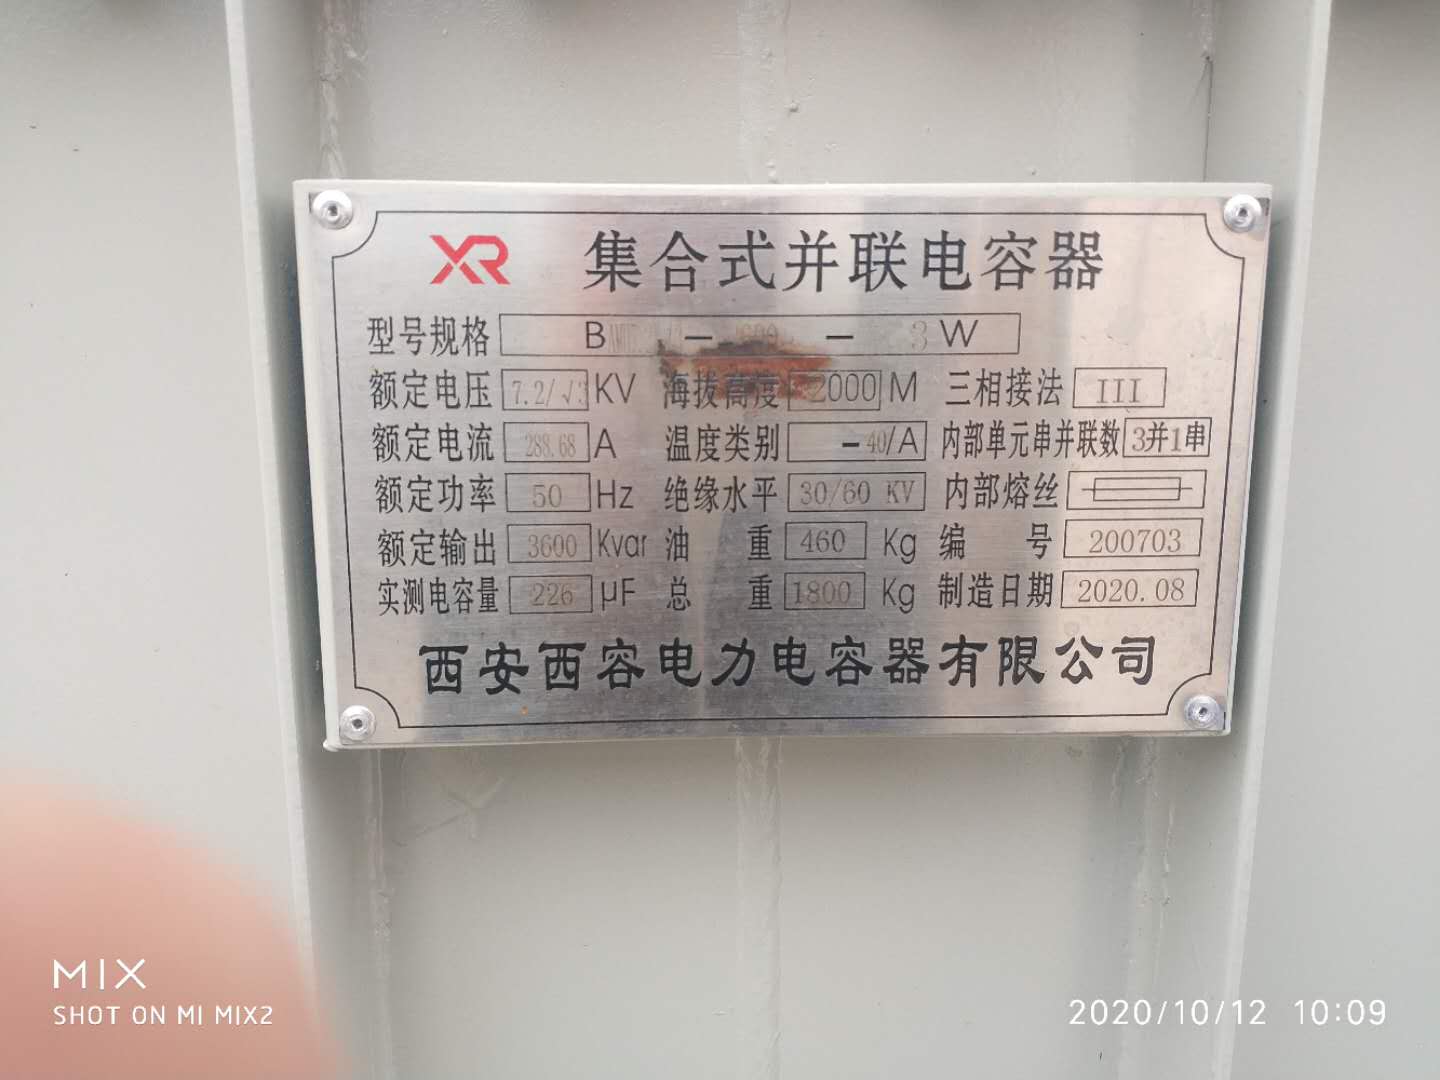 XR 集合式并联电容器
型号规格 B - - 3W
额定电压 7.2/√3 KV 海拔高度 2000 M 三相接法 III
额定电流 288.68 A 温度类别 -40/A 内部单元串并联数 3并1串
额定功率 50 Hz 绝缘水平 30/60 KV 内部熔丝
额定输出 3600 Kvar 油重 460 Kg 编号 200703
实测电容量 226 μF 总重 1800 Kg 制造日期 2020.08
西安西容电力电容器有限公司
MIX
SHOT ON MI MIX2
2020/10/12 10:09